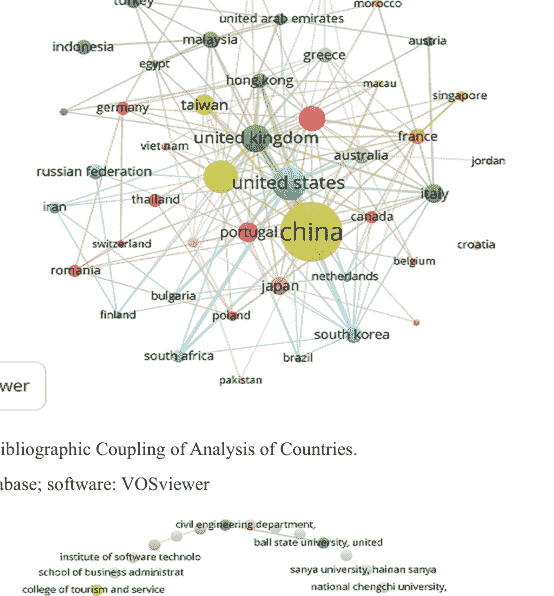 turkey
morocco
united arab emirates
malaysia
austria
indonesia
greece
egypt
hong kong
macau
taiwan
singapore
germany
united kingdom
france
vietnam
australia
jordan
russian federation
united states
italy
thailand
iran
canada
portugal
china
switzerland
croatia
belgium
romania
netherlands
japan
bulgaria
finland
poland
south korea
south africa
brazil
pakistan
wer
ibliographic Coupling of Analysis of Countries.
abase; software: VOSviewer
civil engineering department,
ball state university, united
institute of software technolo
school of business administrat
sanya university, hainan sanya
national chengchi university,
college of tourism and service